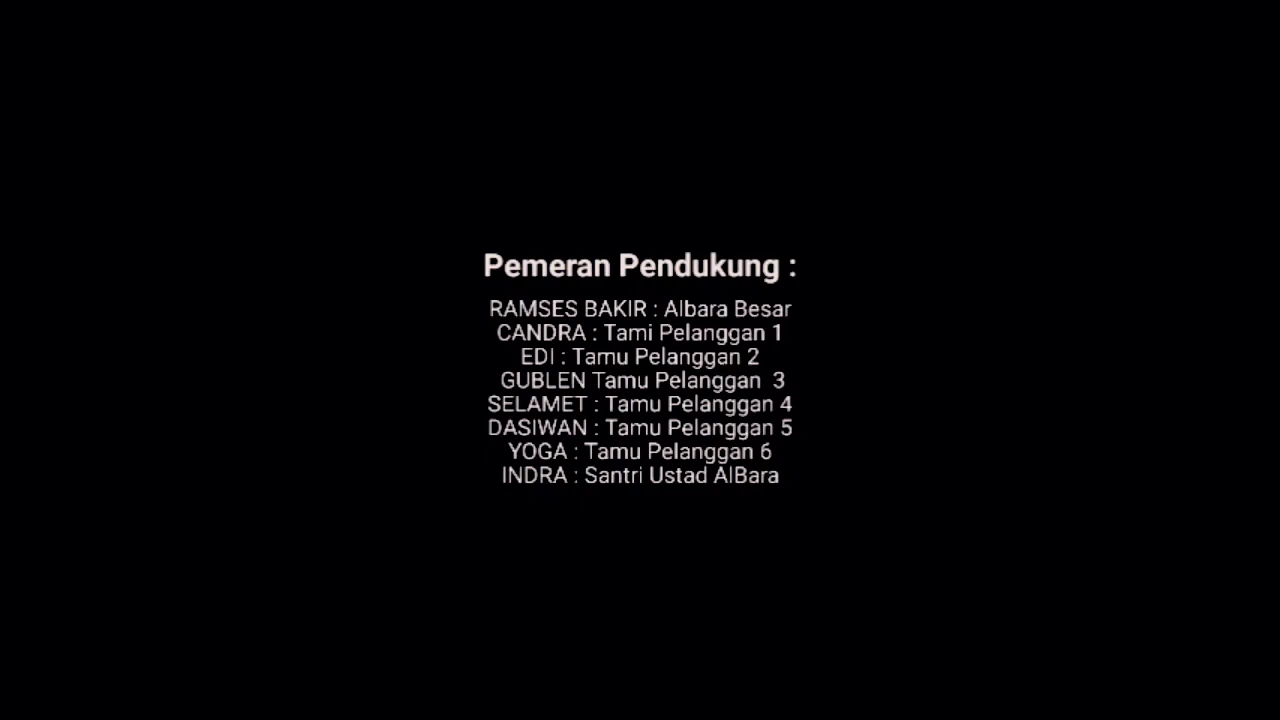 Pemeran Pendukung :
RAMSES BAKIR : Albara Besar
CANDRA : Tami Pelanggan 1
EDI : Tamu Pelanggan 2
GUBLEN Tamu Pelanggan  3
SELAMET : Tamu Pelanggan 4
DASIWAN : Tamu Pelanggan 5
YOGA : Tamu Pelanggan 6
INDRA : Santri Ustad AlBara